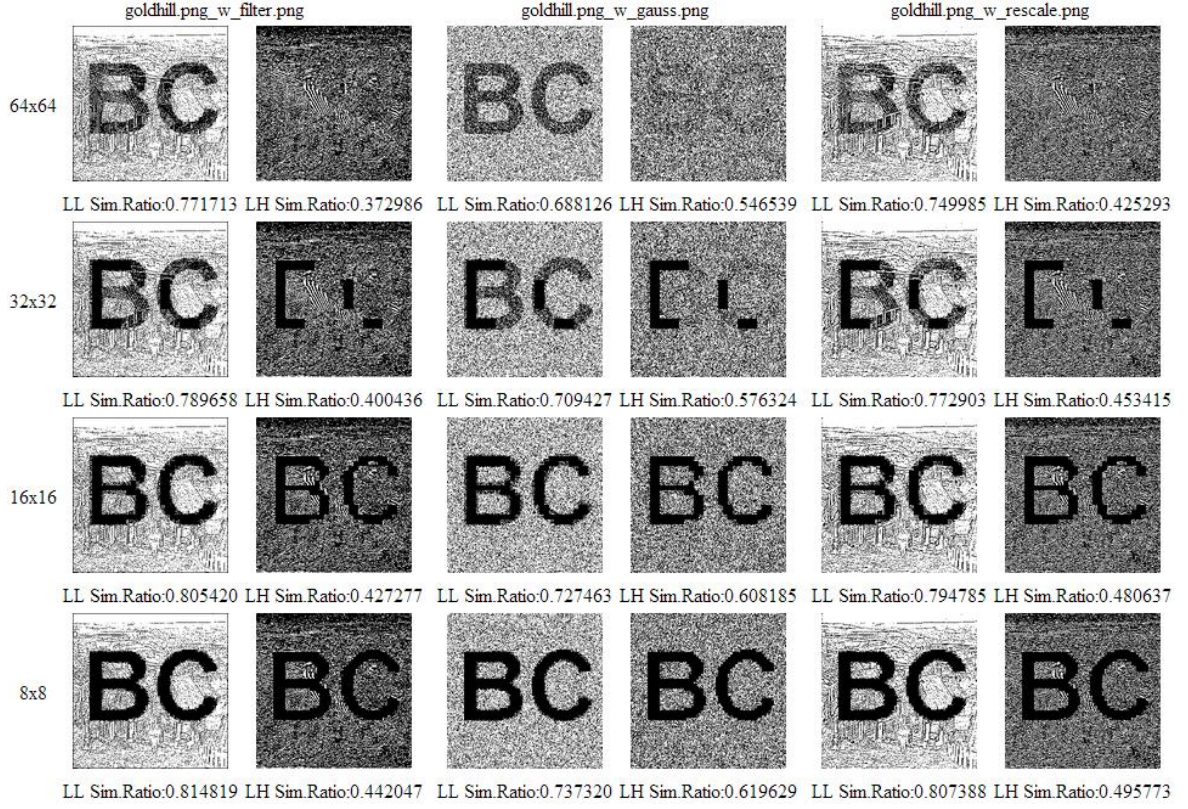 goldhill.png_w_filter.png goldhill.png_w_gauss.png goldhill.png_w_rescale.png
64x64 BC BC BC
LL Sim.Ratio:0.771713 LH Sim.Ratio:0.372986 LL Sim.Ratio:0.688126 LH Sim.Ratio:0.546539 LL Sim.Ratio:0.749985 LH Sim.Ratio:0.425293
32x32 BC BC BC
LL Sim.Ratio:0.789658 LH Sim.Ratio:0.400436 LL Sim.Ratio:0.709427 LH Sim.Ratio:0.576324 LL Sim.Ratio:0.772903 LH Sim.Ratio:0.453415
16x16 BC BC BC BC BC BC
LL Sim.Ratio:0.805420 LH Sim.Ratio:0.427277 LL Sim.Ratio:0.727463 LH Sim.Ratio:0.608185 LL Sim.Ratio:0.794785 LH Sim.Ratio:0.480637
8x8 BC BC BC BC BC BC
LL Sim.Ratio:0.814819 LH Sim.Ratio:0.442047 LL Sim.Ratio:0.737320 LH Sim.Ratio:0.619629 LL Sim.Ratio:0.807388 LH Sim.Ratio:0.495773